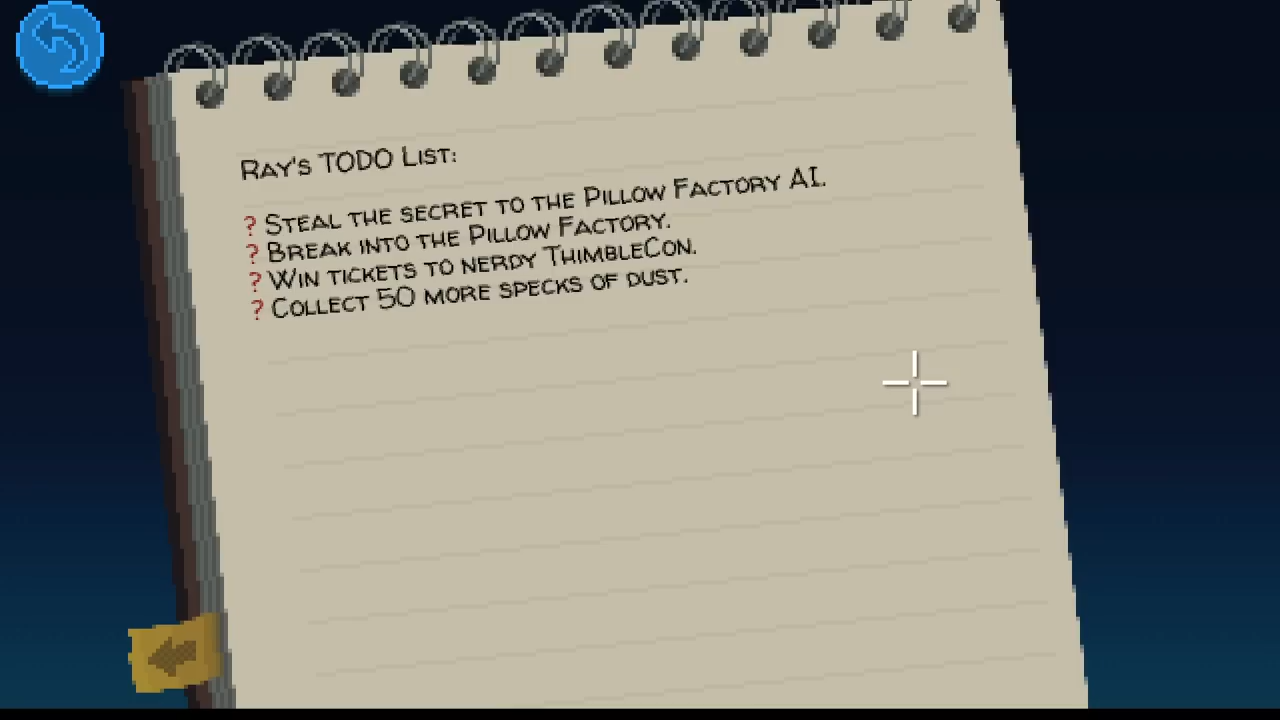 Ray's TODO List:
? Steal the secret to the Pillow Factory AI.
? Break into the Pillow Factory.
? Win tickets to nerdy ThimbleCon.
? Collect 50 more specks of dust.